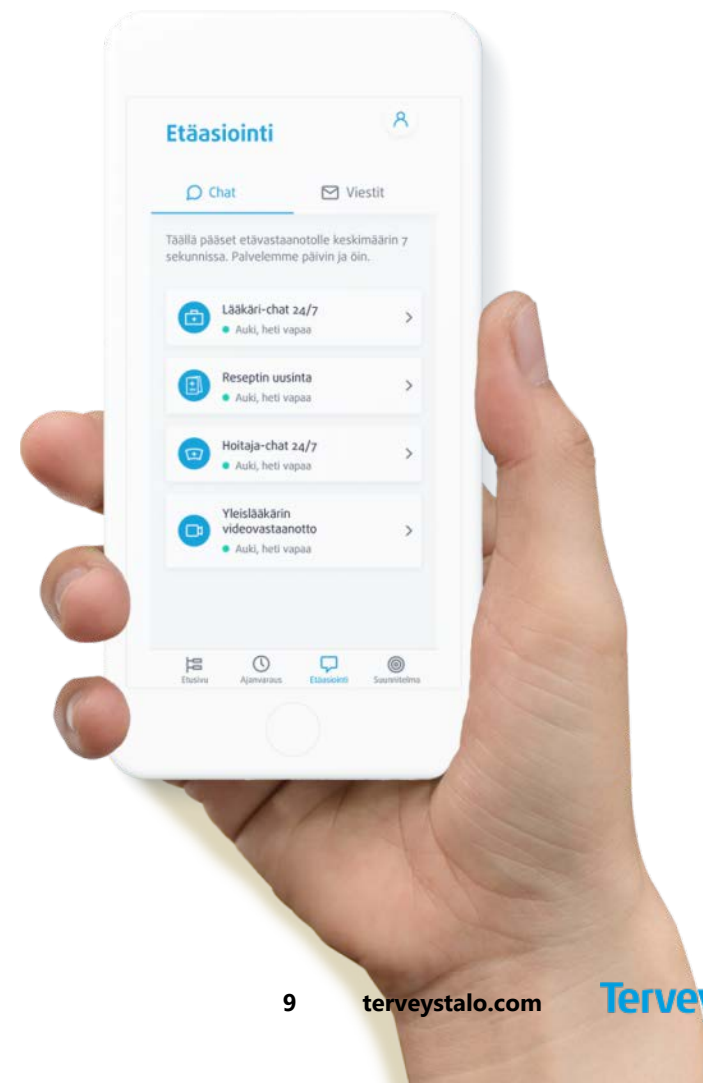 Etäasiointi
Chat
Viestit
Täällä pääset etävastaanotolle keskimäärin 7
sekunnissa. Palvelemme päivin ja öin.
Lääkäri-chat 24/7
Auki, heti vapaa
Reseptin uusinta
Auki, heti vapaa
Hoitaja-chat 24/7
Auki, heti vapaa
Yleislääkärin
videovastaanotto
Auki, heti vapaa
Etusivu Ajanvaraus Etäasiointi Suunnitelma
9 terveystalo.com Terve